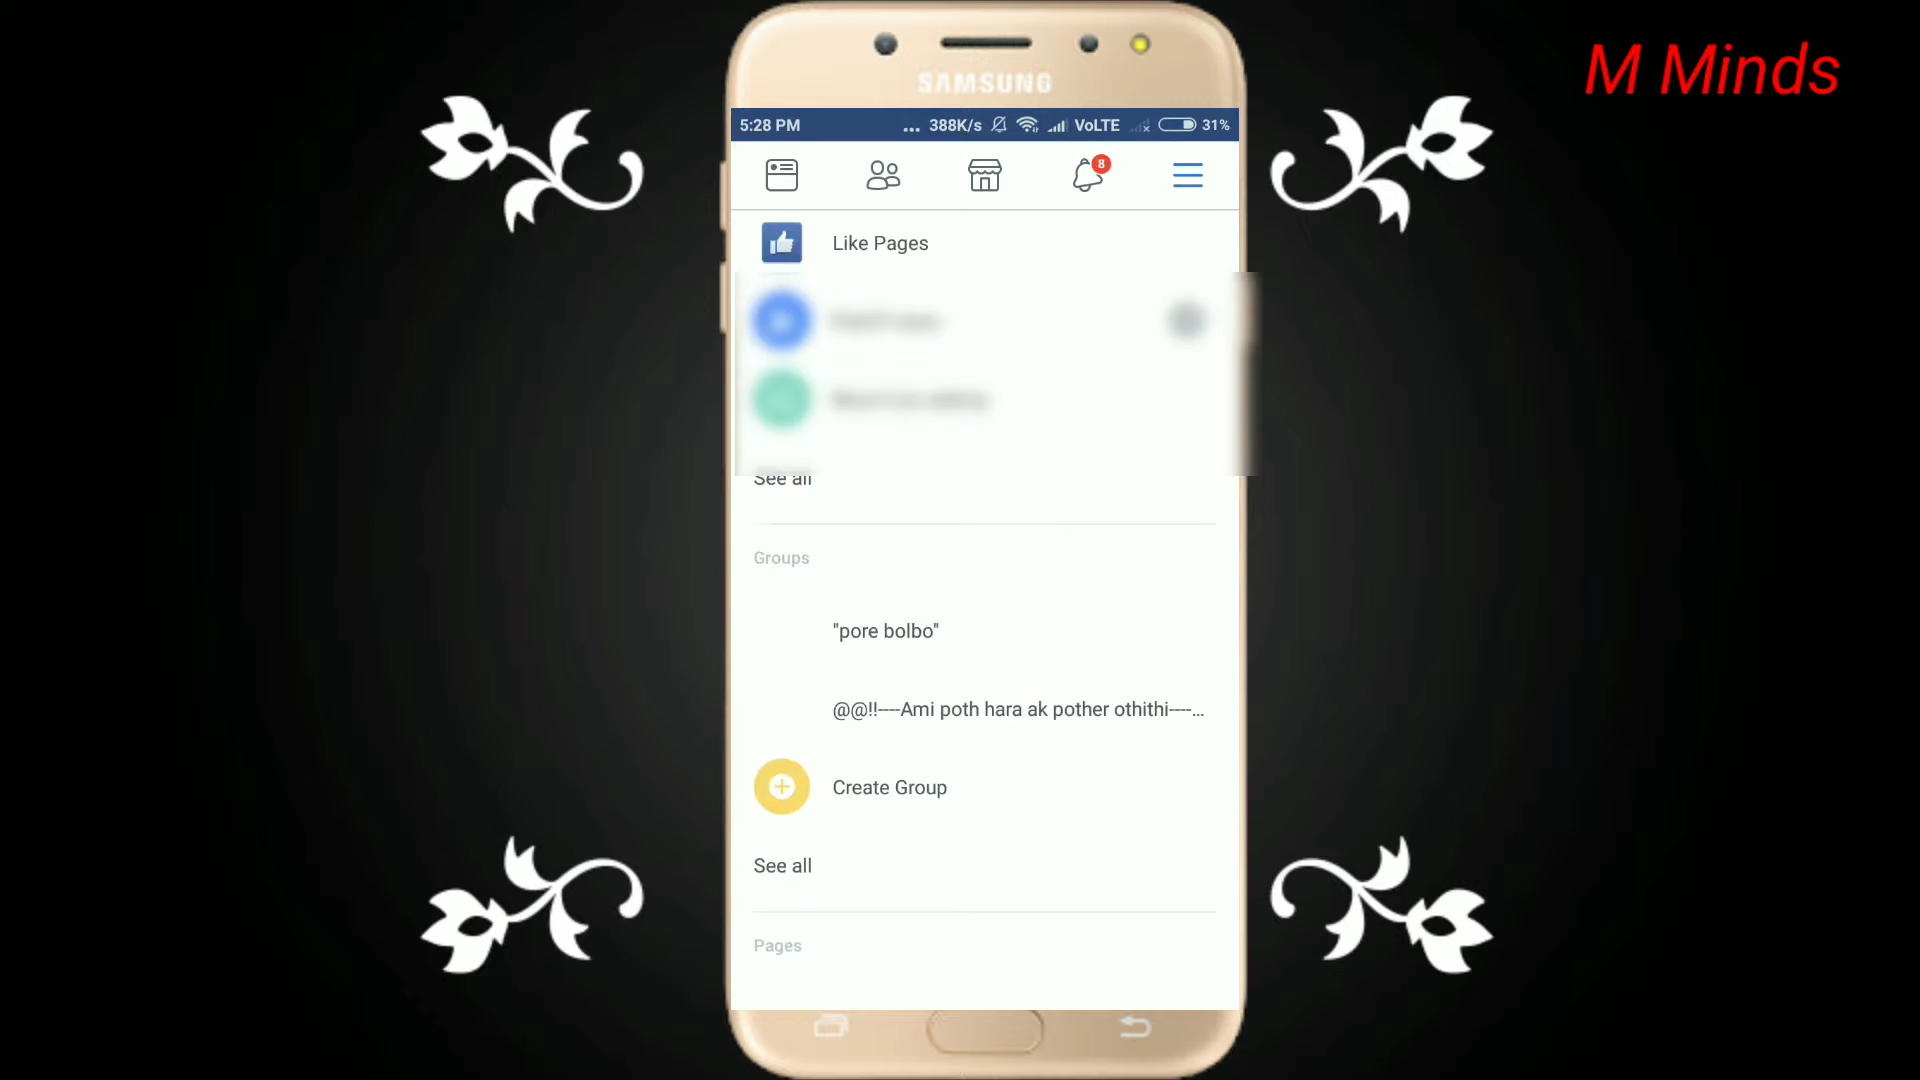 M Minds
SAMSUNG
5:28 PM ... 388K/s VoLTE 31%
8
Like Pages
See all
Groups
"pore bolbo"
@@!!----Ami poth hara ak pother othithi----...
Create Group
See all
Pages